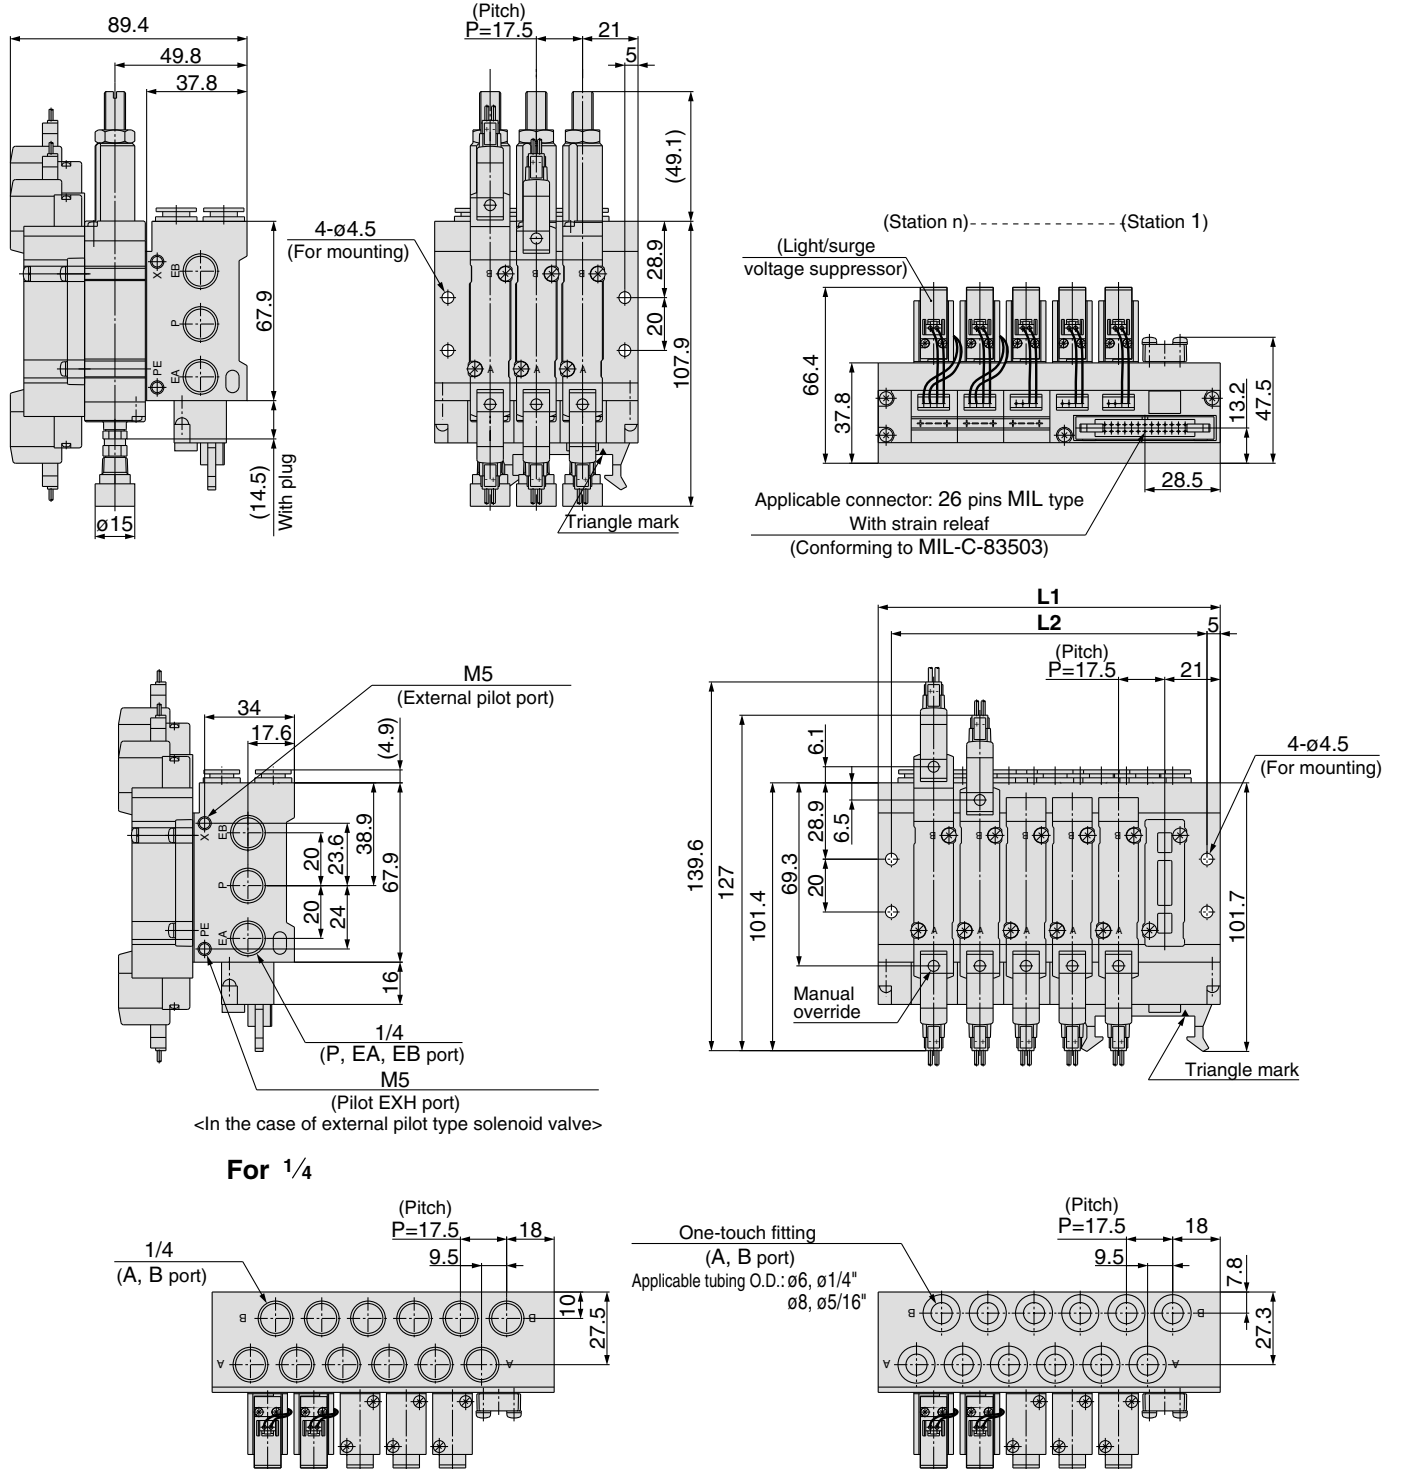 89.4
49.8
37.8
X
EB
P
PE
EA
67.9
(14.5)
With plug
ø15
(Pitch)
P=17.5
21
5
(49.1)
4-ø4.5
(For mounting)
28.9
20
107.9
B B B
A A
Triangle mark
(Station n) (Station 1)
(Light/surge
voltage suppressor)
66.4
37.8
13.2
47.5
28.5
Applicable connector: 26 pins MIL type
With strain releaf
(Conforming to MIL-C-83503)
M5
(External pilot port)
34
17.6
(4.9)
X
EB
P
PE
EA
20
23.6
38.9
67.9
20
24
16
1/4
(P, EA, EB port)
M5
(Pilot EXH port)
<In the case of external pilot type solenoid valve>
L1
L2
5
(Pitch)
P=17.5
21
6.1
28.9
6.5
20
69.3
101.4
127
139.6
4-ø4.5
(For mounting)
101.7
B B B B B
A A A A A
Manual
override
Triangle mark
For 1/4
(Pitch)
P=17.5
18
9.5
1/4
(A, B port)
10
27.5
B B
A A
(Pitch)
P=17.5
18
9.5
7.8
27.3
One-touch fitting
(A, B port)
Applicable tubing O.D.: ø6, ø1/4"
ø8, ø5/16"
B B
A A